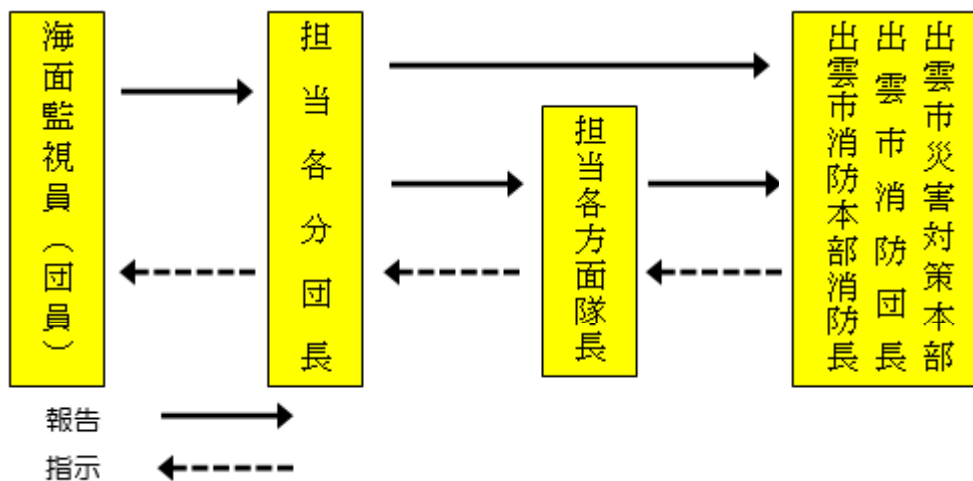 海面監視員（団員）
担当各分団長
担当各方面隊長
出雲市災害対策本部
出雲市消防団長
出雲市消防本部消防長
報告
指示